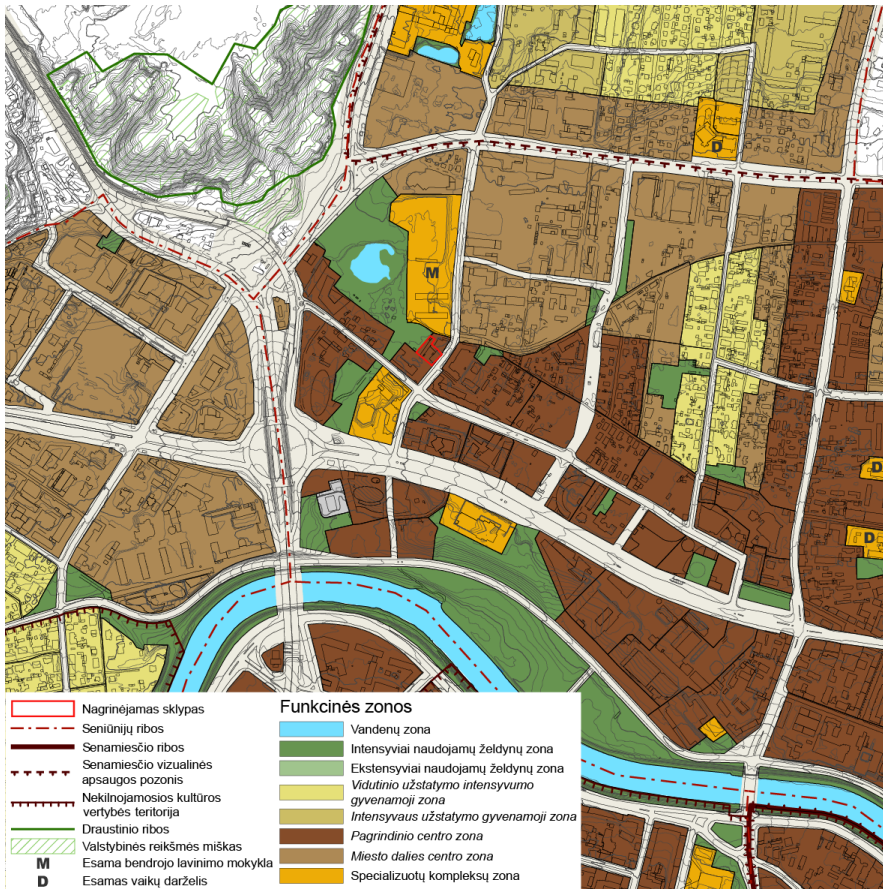 D
M
D
D
Nagrinėjamas sklypas
Seniūnijų ribos
Senamiesčio ribos
Senamiesčio vizualinės
apsaugos pozonis
Nekilnojamosios kultūros
vertybės teritorija
Draustinio ribos
Valstybinės reikšmės miškas
M Esama bendrojo lavinimo mokykla
D Esamas vaikų darželis
Funkcinės zonos
Vandenų zona
Intensyviai naudojamų želdynų zona
Ekstensyviai naudojamų želdynų zona
Vidutinio užstatymo intensyvumo
gyvenamoji zona
Intensyvaus užstatymo gyvenamoji zona
Pagrindinio centro zona
Miesto dalies centro zona
Specializuotų kompleksų zona